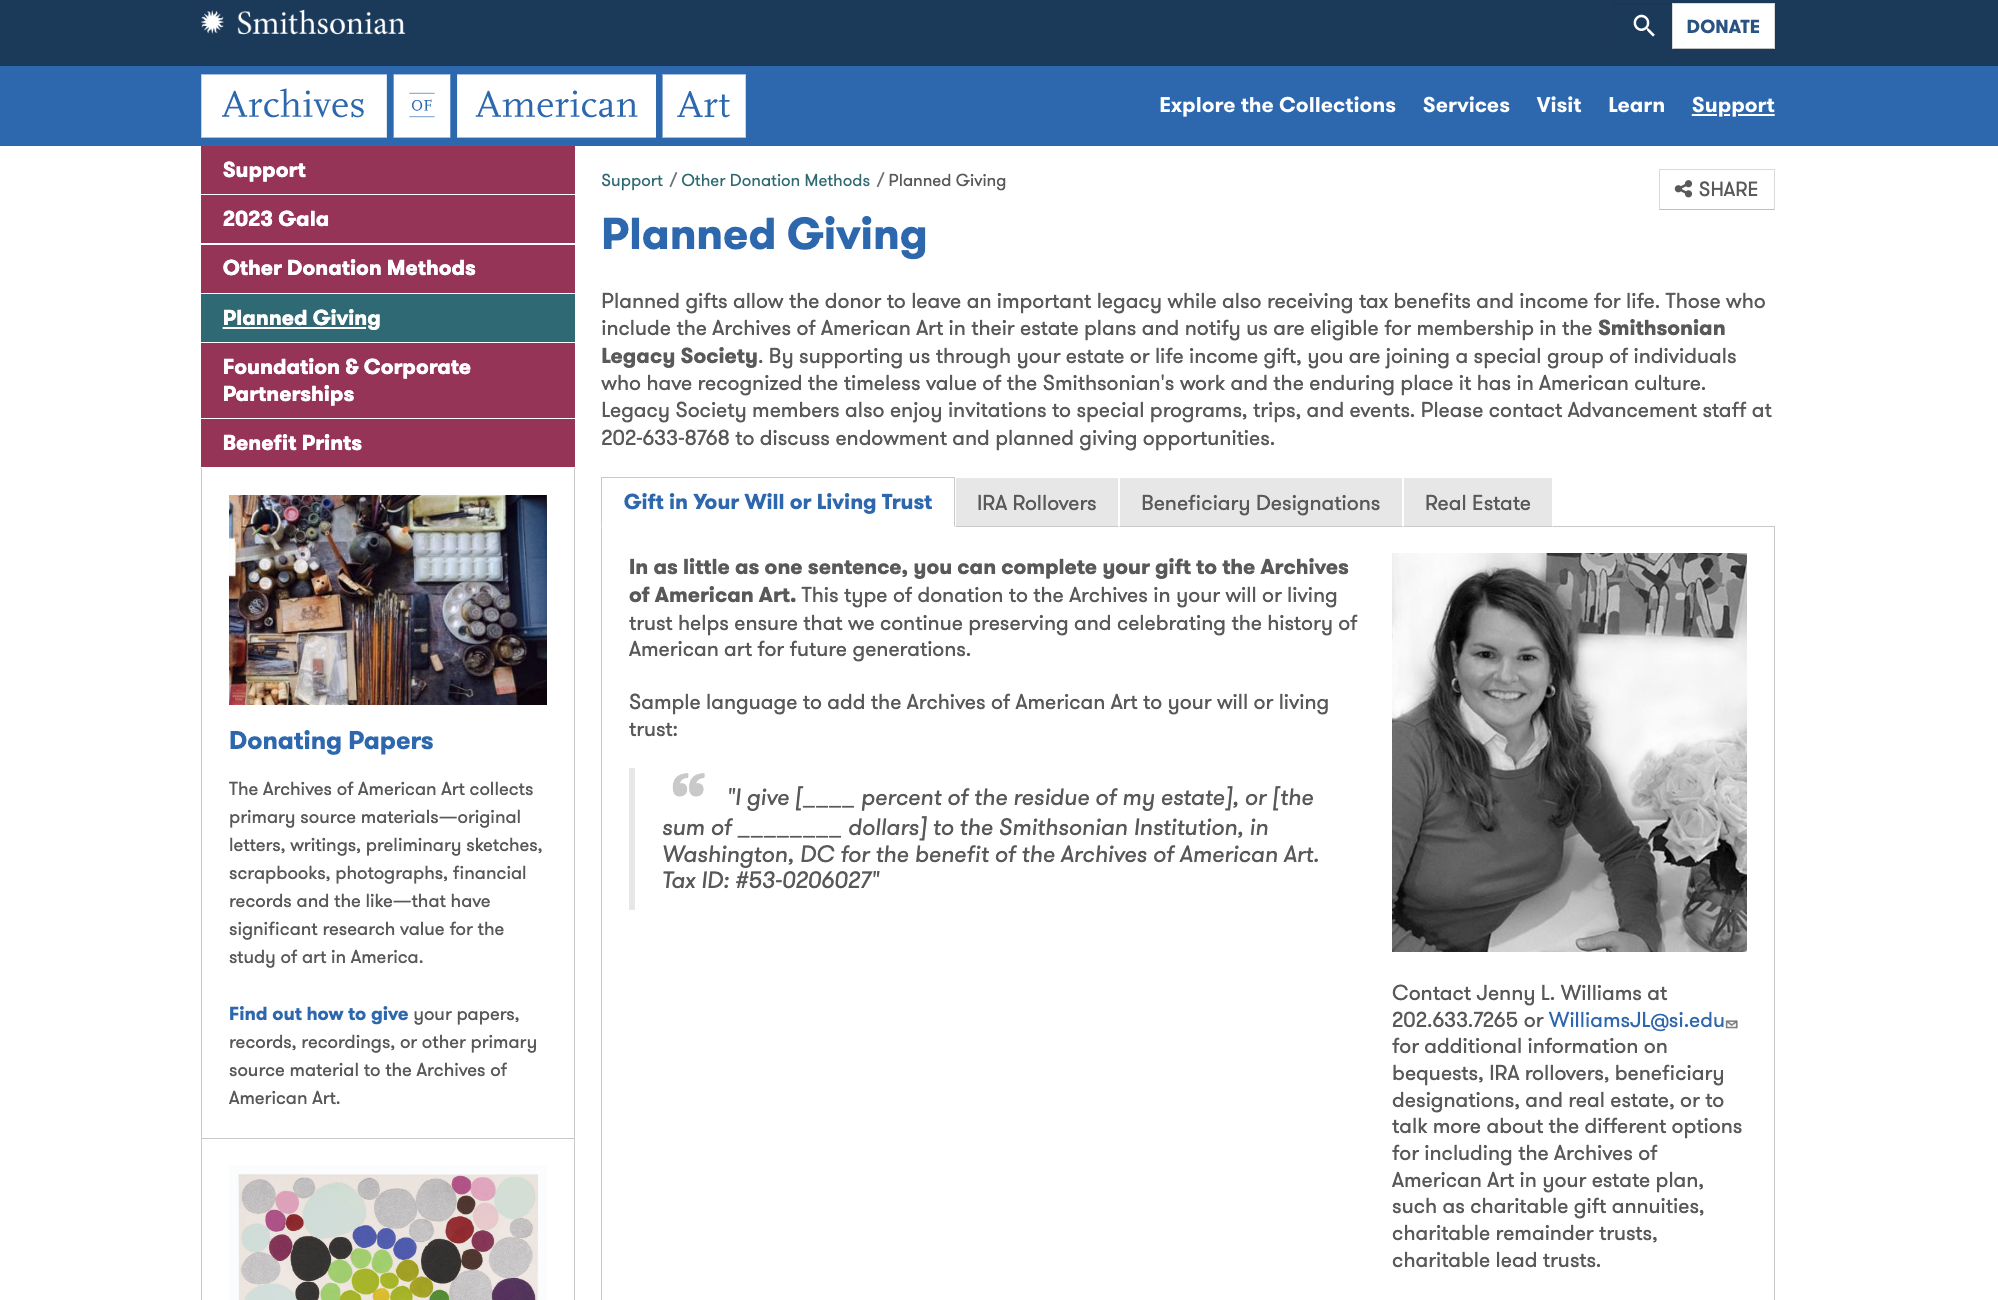 Smithsonian
DONATE
Archives OF American Art
Explore the Collections Services Visit Learn Support
Support
2023 Gala
Other Donation Methods
Planned Giving
Foundation & Corporate
Partnerships
Benefit Prints
Donating Papers
The Archives of American Art collects
primary source materials—original
letters, writings, preliminary sketches,
scrapbooks, photographs, financial
records and the like—that have
significant research value for the
study of art in America.
Find out how to give your papers,
records, recordings, or other primary
source material to the Archives of
American Art.
Support / Other Donation Methods / Planned Giving
SHARE
Planned Giving
Planned gifts allow the donor to leave an important legacy while also receiving tax benefits and income for life. Those who
include the Archives of American Art in their estate plans and notify us are eligible for membership in the Smithsonian
Legacy Society. By supporting us through your estate or life income gift, you are joining a special group of individuals
who have recognized the timeless value of the Smithsonian's work and the enduring place it has in American culture.
Legacy Society members also enjoy invitations to special programs, trips, and events. Please contact Advancement staff at
202-633-8768 to discuss endowment and planned giving opportunities.
Gift in Your Will or Living Trust IRA Rollovers Beneficiary Designations Real Estate
In as little as one sentence, you can complete your gift to the Archives
of American Art. This type of donation to the Archives in your will or living
trust helps ensure that we continue preserving and celebrating the history of
American art for future generations.
Sample language to add the Archives of American Art to your will or living
trust:
“ "I give [____ percent of the residue of my estate], or [the
sum of ________ dollars] to the Smithsonian Institution, in
Washington, DC for the benefit of the Archives of American Art.
Tax ID: #53-0206027"
Contact Jenny L. Williams at
202.633.7265 or WilliamsJL@si.edu
for additional information on
bequests, IRA rollovers, beneficiary
designations, and real estate, or to
talk more about the different options
for including the Archives of
American Art in your estate plan,
such as charitable gift annuities,
charitable remainder trusts,
charitable lead trusts.